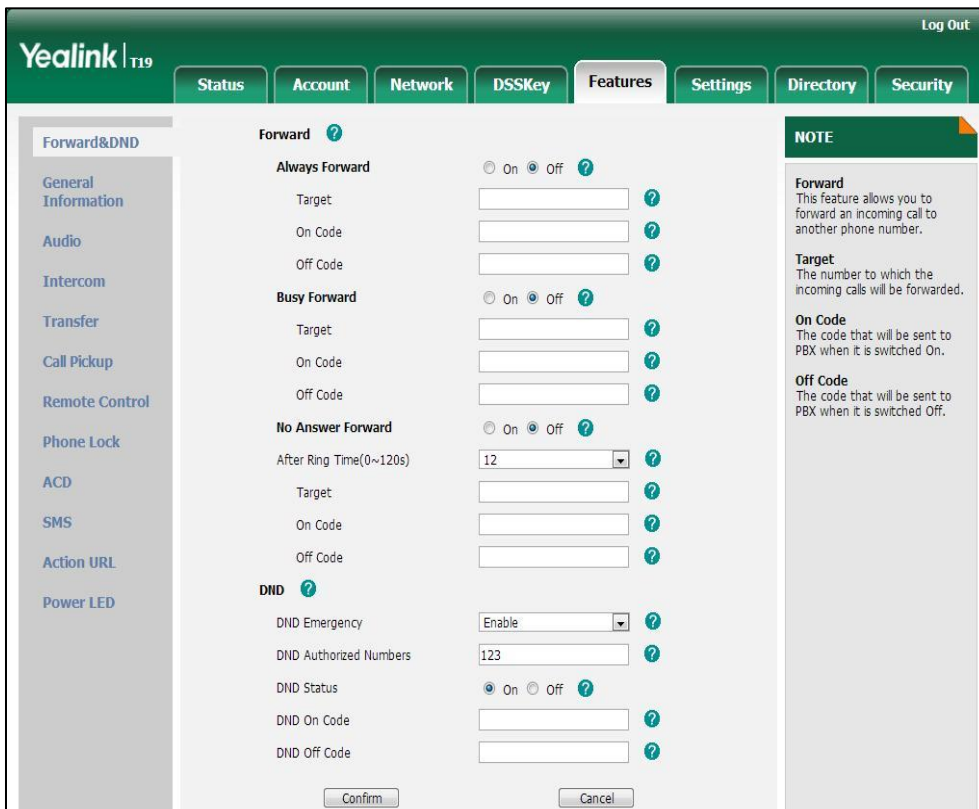 Log Out
Yealink | T19
Status Account Network DSSKey Features Settings Directory Security
Forward&DND
General
Information
Audio
Intercom
Transfer
Call Pickup
Remote Control
Phone Lock
ACD
SMS
Action URL
Power LED
Forward ?
Always Forward On Off ?
Target ?
On Code ?
Off Code ?
Busy Forward On Off ?
Target ?
On Code ?
Off Code ?
No Answer Forward On Off ?
After Ring Time(0~120s) 12 ?
Target ?
On Code ?
Off Code ?
DND ?
DND Emergency Enable ?
DND Authorized Numbers 123 ?
DND Status On Off ?
DND On Code ?
DND Off Code ?
Confirm Cancel
NOTE
Forward
This feature allows you to
forward an incoming call to
another phone number.
Target
The number to which the
incoming calls will be forwarded.
On Code
The code that will be sent to
PBX when it is switched On.
Off Code
The code that will be sent to
PBX when it is switched Off.